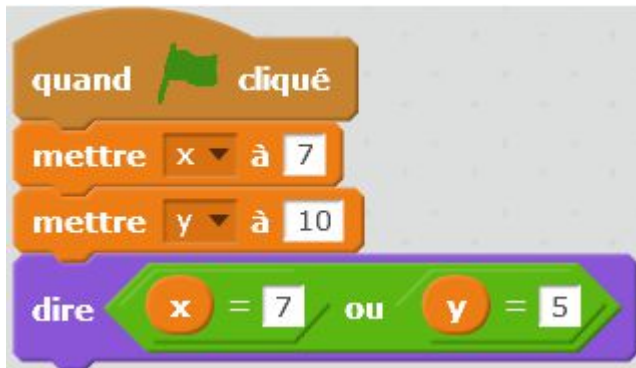 quand cliqué
mettre x à 7
mettre y à 10
dire x = 7 ou y = 5